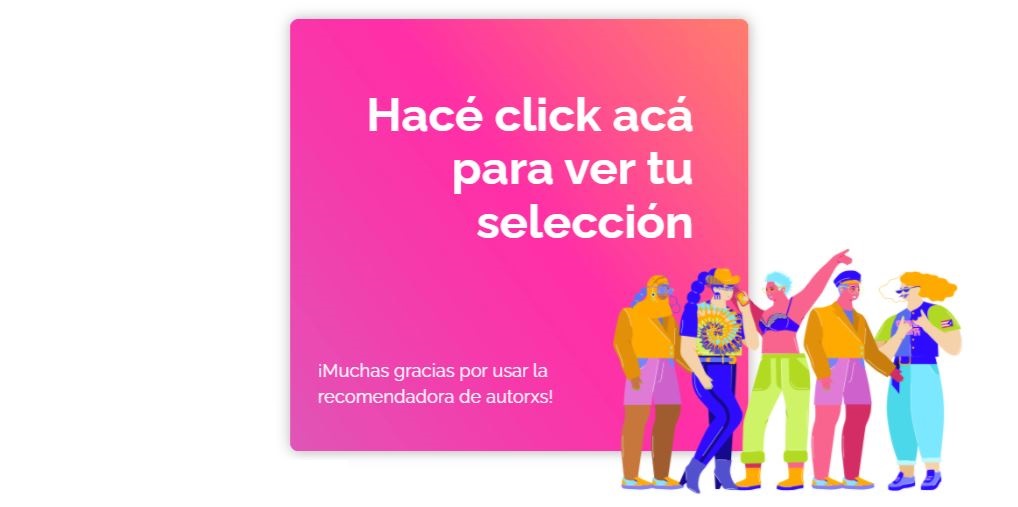 Hacé click acá
para ver tu
selección
¡Muchas gracias por usar la
recomendadora de autorxs!